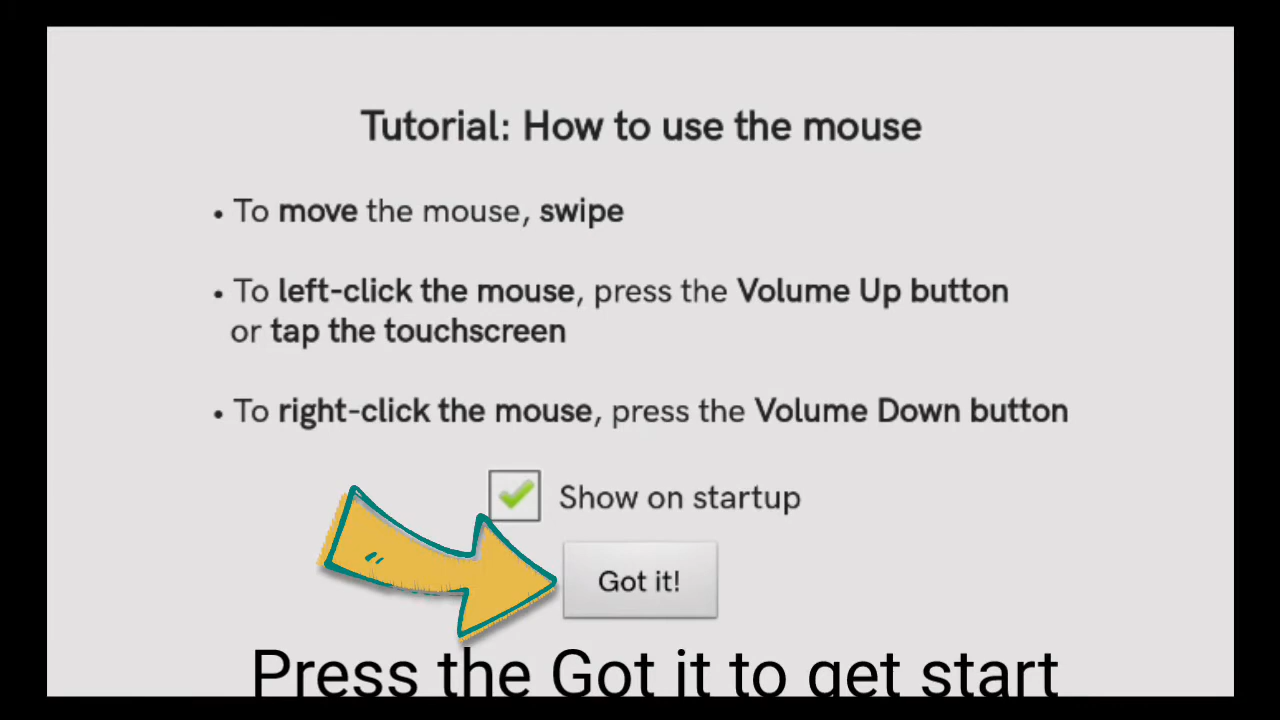 Tutorial: How to use the mouse
• To move the mouse, swipe
• To left-click the mouse, press the Volume Up button
or tap the touchscreen
• To right-click the mouse, press the Volume Down button
Show on startup
Got it!
Press the Got it to get start